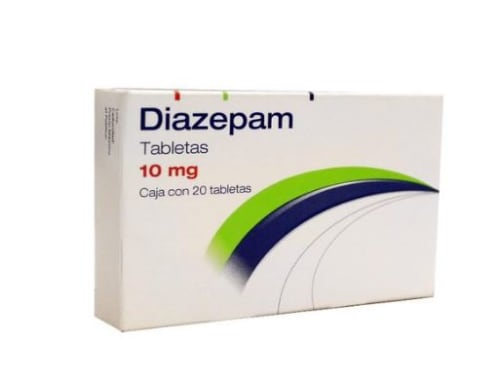 Diazepam
Tabletas
10 mg
Caja con 20 tabletas